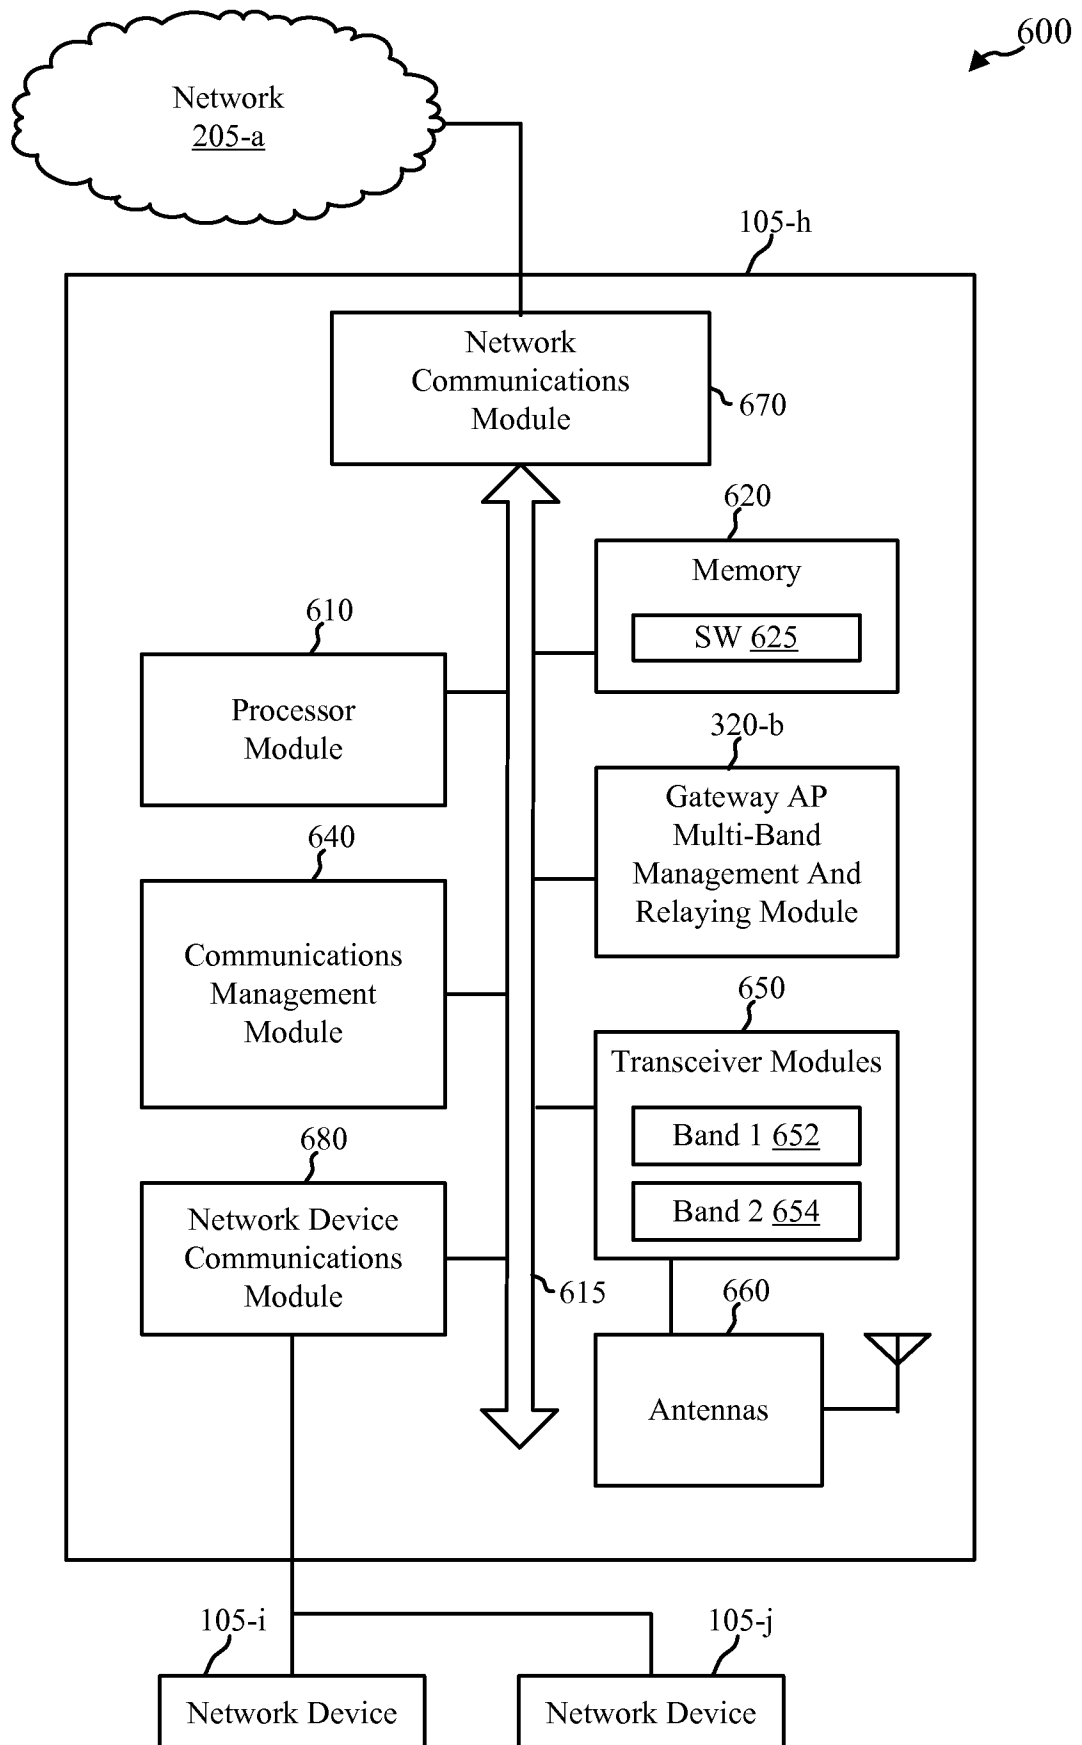 600
Network
205-a
105-h
Network
Communications
Module
670
620
Memory
SW 625
610
Processor
Module
320-b
Gateway AP
Multi-Band
Management And
Relaying Module
640
Communications
Management
Module
650
Transceiver Modules
Band 1 652
Band 2 654
680
Network Device
Communications
Module
615
660
Antennas
105-i
105-j
Network Device
Network Device